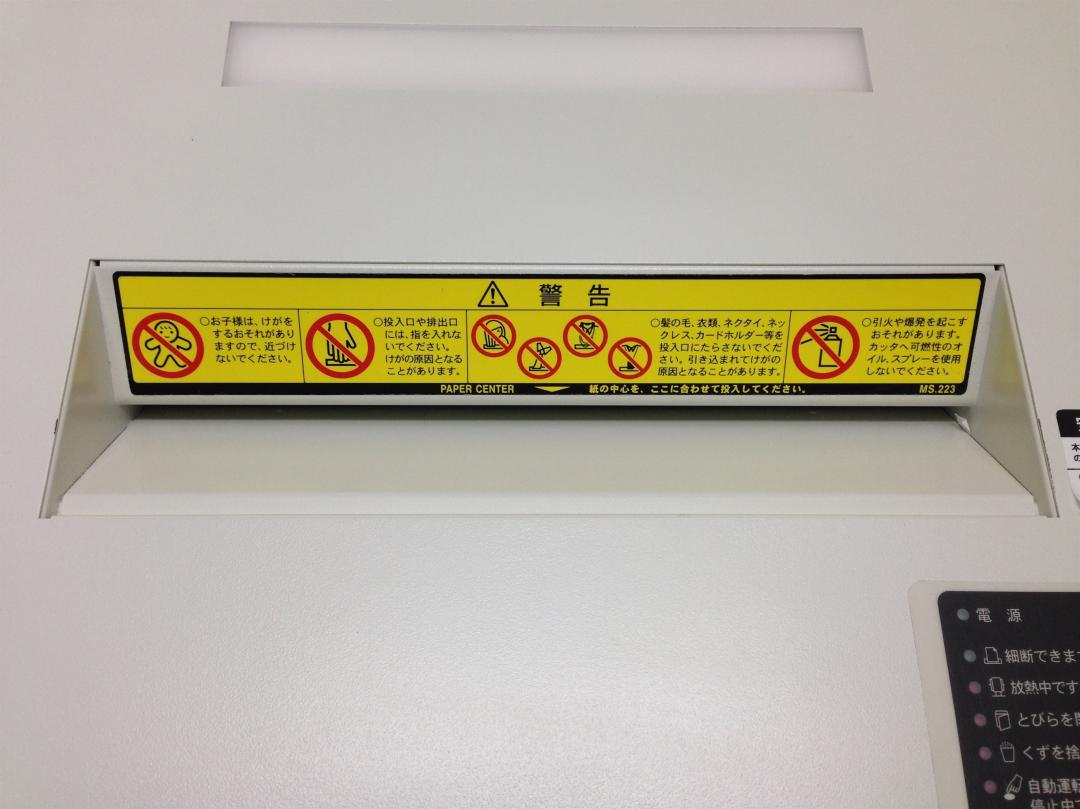 警 告
○お子様は、けがを
するおそれがあり
ますので、近づけ
ないでください。
○投入口や排出口
には、指を入れな
いでください。
けがの原因となる
ことがあります。
○髪の毛、衣類、ネクタイ、ネッ
クレス、カードホルダー等を
投入口にたらさないでくだ
さい。引き込まれてけがの
原因となることがあります。
○引火や爆発を起こす
おそれがあります。
カッタへ可燃性のオ
イル、スプレーを使用
しないでください。
PAPER CENTER 紙の中心を、ここに合わせて投入してください。 MS.223
本
の
電 源
細断できま
放熱中です
とびらを開
くずを捨
自動運転
停止中